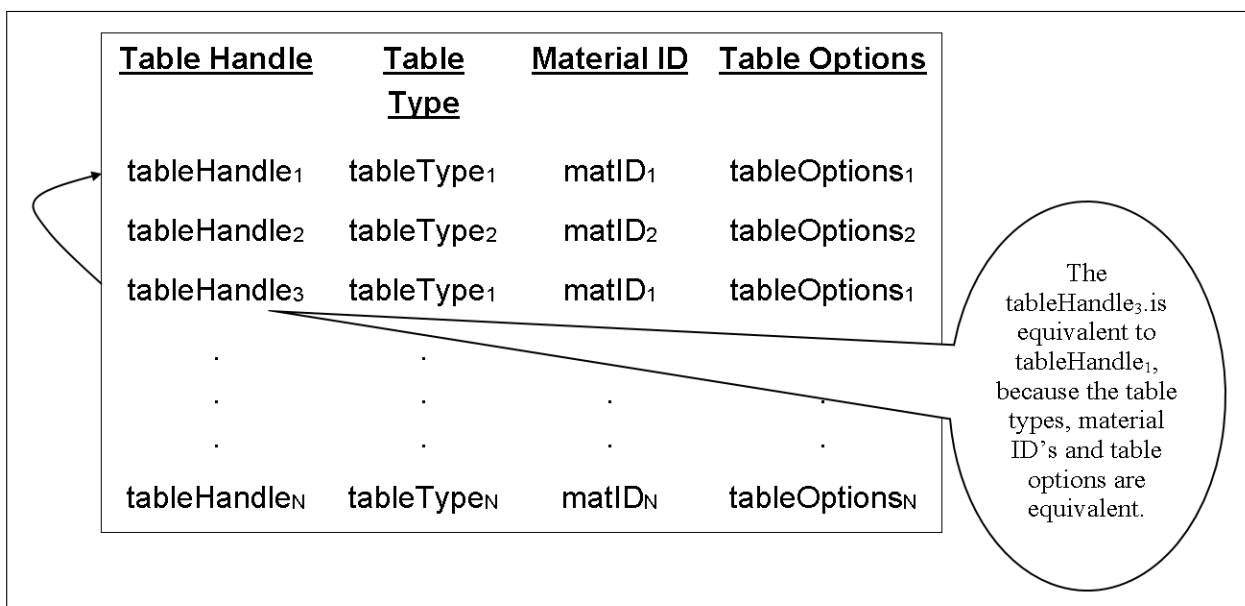 Table Handle Table Material ID Table Options
Type
tableHandle₁ tableType₁ matID₁ tableOptions₁
tableHandle₂ tableType₂ matID₂ tableOptions₂
tableHandle₃ tableType₁ matID₁ tableOptions₁
. .
. . . .
. . . .
tableHandleN tableTypeN matIDN tableOptionsN
The
tableHandle₃.is
equivalent to
tableHandle₁,
because the table
types, material
ID’s and table
options are
equivalent.